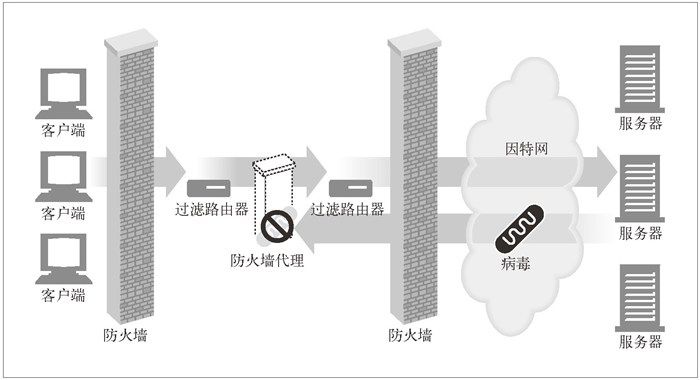 客户端
客户端
客户端
防火墙
过滤路由器
防火墙代理
过滤路由器
防火墙
因特网
病毒
服务器
服务器
服务器